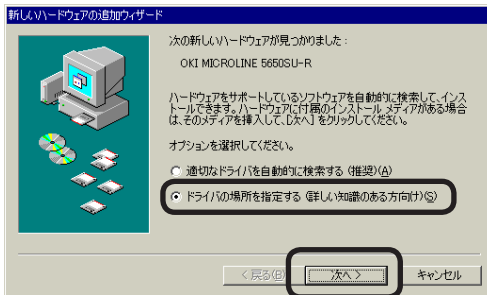 新しいハードウェアの追加ウィザード
次の新しいハードウェアが見つかりました：
OKI MICROLINE 5650SU-R
ハードウェアをサポートしているソフトウェアを自動的に検索して、インス
トールできます。ハードウェアに付属のインストール メディアがある場合
は、そのメディアを挿入して、[次へ] をクリックしてください。
オプションを選択してください。
適切なドライバを自動的に検索する (推奨)(A)
ドライバの場所を指定する (詳しい知識のある方向け)(S)
< 戻る(B)
次へ >
キャンセル